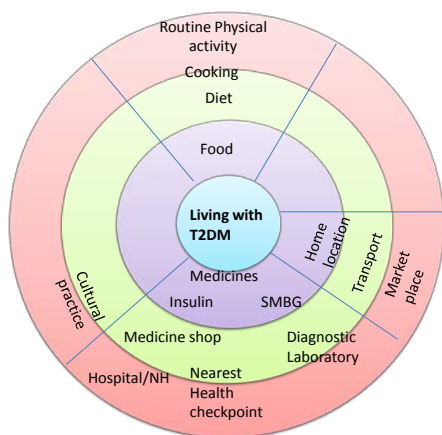 Routine Physical
activity
Cooking
Diet
Food
Living with
T2DM
Home
location
Transport
Market
place
Medicines
Insulin
SMBG
Cultural
practice
Medicine shop
Diagnostic
Laboratory
Hospital/NH
Nearest
Health
checkpoint